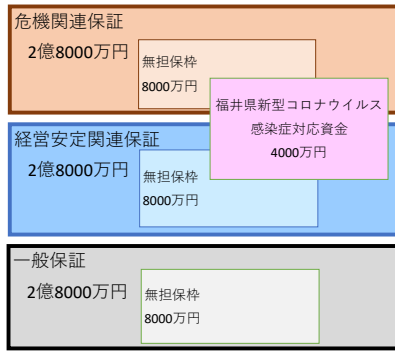 危機関連保証
2億8000万円
無担保枠
8000万円
福井県新型コロナウイルス
感染症対応資金
4000万円
経営安定関連保証
2億8000万円
無担保枠
8000万円
一般保証
2億8000万円
無担保枠
8000万円